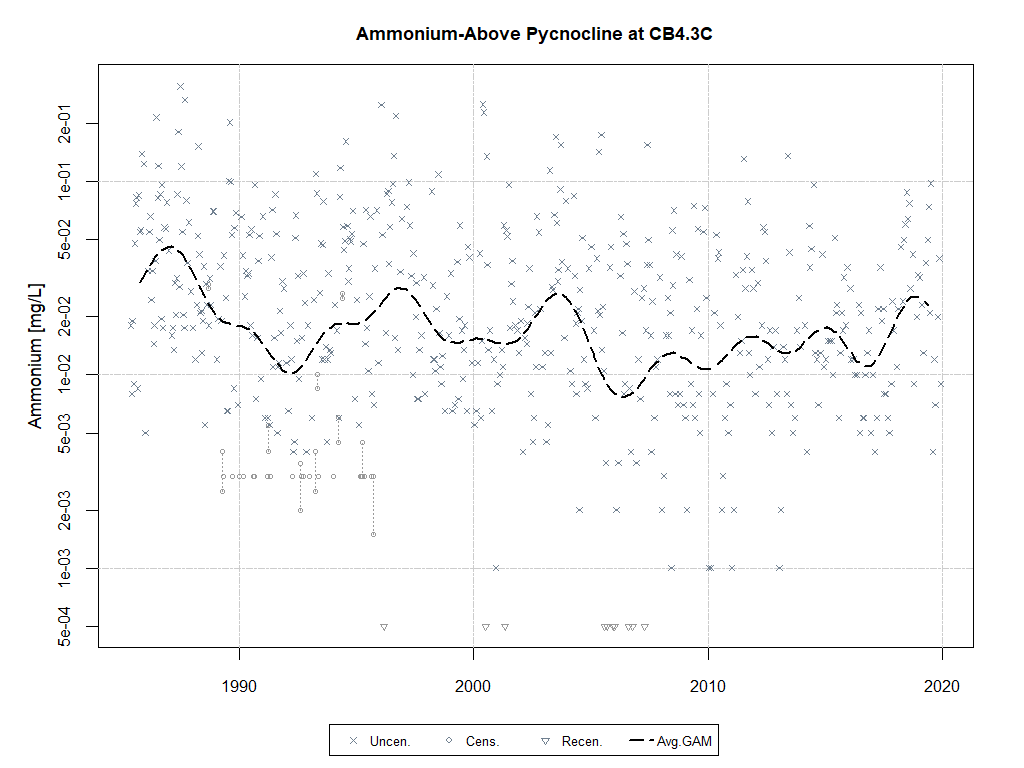 Ammonium-Above Pycnocline at CB4.3C
Ammonium [mg/L]
2e-01
1e-01
5e-02
2e-02
1e-02
5e-03
2e-03
1e-03
5e-04
1990 2000 2010 2020
Uncen. Cens. Recen. Avg.GAM